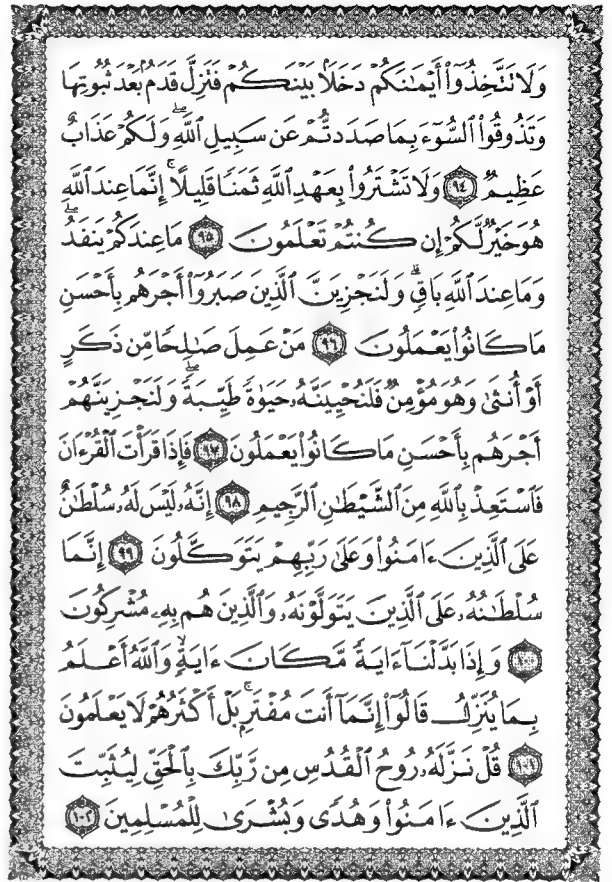 وَلَا تَتَّخِذُوٓا۟ أَيْمَـٰنَكُمْ دَخَلًۢا بَيْنَكُمْ فَتَزِلَّ قَدَمٌۢ بَعْدَ ثُبُوتِهَا
وَتَذُوقُوا۟ ٱلسُّوٓءَ بِمَا صَدَدتُّمْ عَن سَبِيلِ ٱللَّهِ ۖ وَلَكُمْ عَذَابٌ
عَظِيمٌ ﴿٩٤﴾ وَلَا تَشْتَرُوا۟ بِعَهْدِ ٱللَّهِ ثَمَنًا قَلِيلًا ۚ إِنَّمَا عِندَ ٱللَّهِ
هُوَ خَيْرٌ لَّكُمْ إِن كُنتُمْ تَعْلَمُونَ ﴿٩٥﴾ مَا عِندَكُمْ يَنفَدُ ۖ
وَمَا عِندَ ٱللَّهِ بَاقٍ ۗ وَلَنَجْزِيَنَّ ٱلَّذِينَ صَبَرُوٓا۟ أَجْرَهُم بِأَحْسَنِ
مَا كَانُوا۟ يَعْمَلُونَ ﴿٩٦﴾ مَنْ عَمِلَ صَـٰلِحًا مِّن ذَكَرٍ
أَوْ أُنثَىٰ وَهُوَ مُؤْمِنٌ فَلَنُحْيِيَنَّهُۥ حَيَوٰةً طَيِّبَةً ۖ وَلَنَجْزِيَنَّهُمْ
أَجْرَهُم بِأَحْسَنِ مَا كَانُوا۟ يَعْمَلُونَ ﴿٩٧﴾ فَإِذَا قَرَأْتَ ٱلْقُرْءَانَ
فَٱسْتَعِذْ بِٱللَّهِ مِنَ ٱلشَّيْطَـٰنِ ٱلرَّجِيمِ ﴿٩٨﴾ إِنَّهُۥ لَيْسَ لَهُۥ سُلْطَـٰنٌ
عَلَى ٱلَّذِينَ ءَامَنُوا۟ وَعَلَىٰ رَبِّهِمْ يَتَوَكَّلُونَ ﴿٩٩﴾ إِنَّمَا
سُلْطَـٰنُهُۥ عَلَى ٱلَّذِينَ يَتَوَلَّوْنَهُۥ وَٱلَّذِينَ هُم بِهِۦ مُشْرِكُونَ
﴿١٠٠﴾ وَإِذَا بَدَّلْنَآ ءَايَةً مَّكَانَ ءَايَةٍ ۙ وَٱللَّهُ أَعْلَمُ
بِمَا يُنَزِّلُ قَالُوٓا۟ إِنَّمَآ أَنتَ مُفْتَرٍۭ ۚ بَلْ أَكْثَرُهُمْ لَا يَعْلَمُونَ
﴿١٠١﴾ قُلْ نَزَّلَهُۥ رُوحُ ٱلْقُدُسِ مِن رَّبِّكَ بِٱلْحَقِّ لِيُثَبِّتَ
ٱلَّذِينَ ءَامَنُوا۟ وَهُدًى وَبُشْرَىٰ لِلْمُسْلِمِينَ ﴿١٠٢﴾